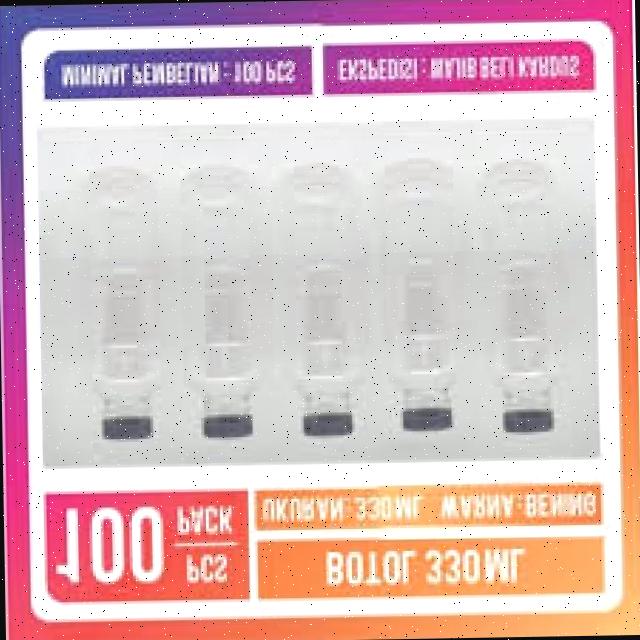 BOTOL 330ML
UKURAN: 330ML WARNA: BENING
100 PCS
PACK
MINIMAL PEMBELIAN : 100 PCS
EKSPEDISI : WAJIB BELI KARDUS